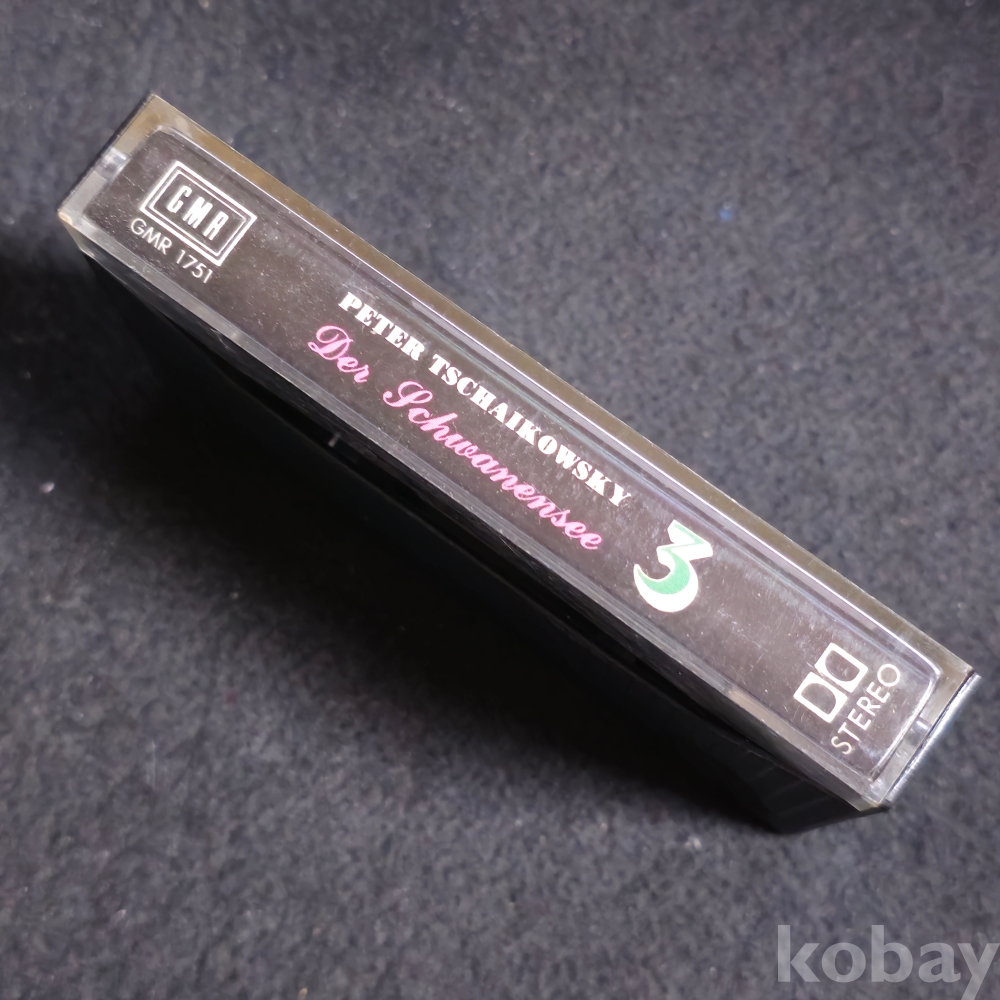 GMR
GMR 1751
PETER TSCHAIKOWSKY
Der Schwanensee
3
STEREO
kobay